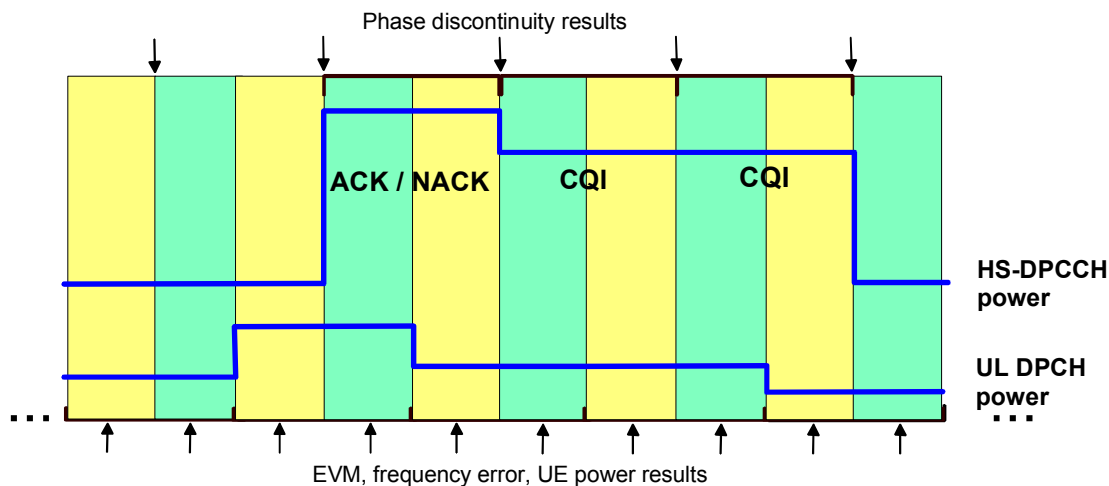 Phase discontinuity results
ACK / NACK
CQI
CQI
HS-DPCCH
power
UL DPCH
power
...
...
EVM, frequency error, UE power results